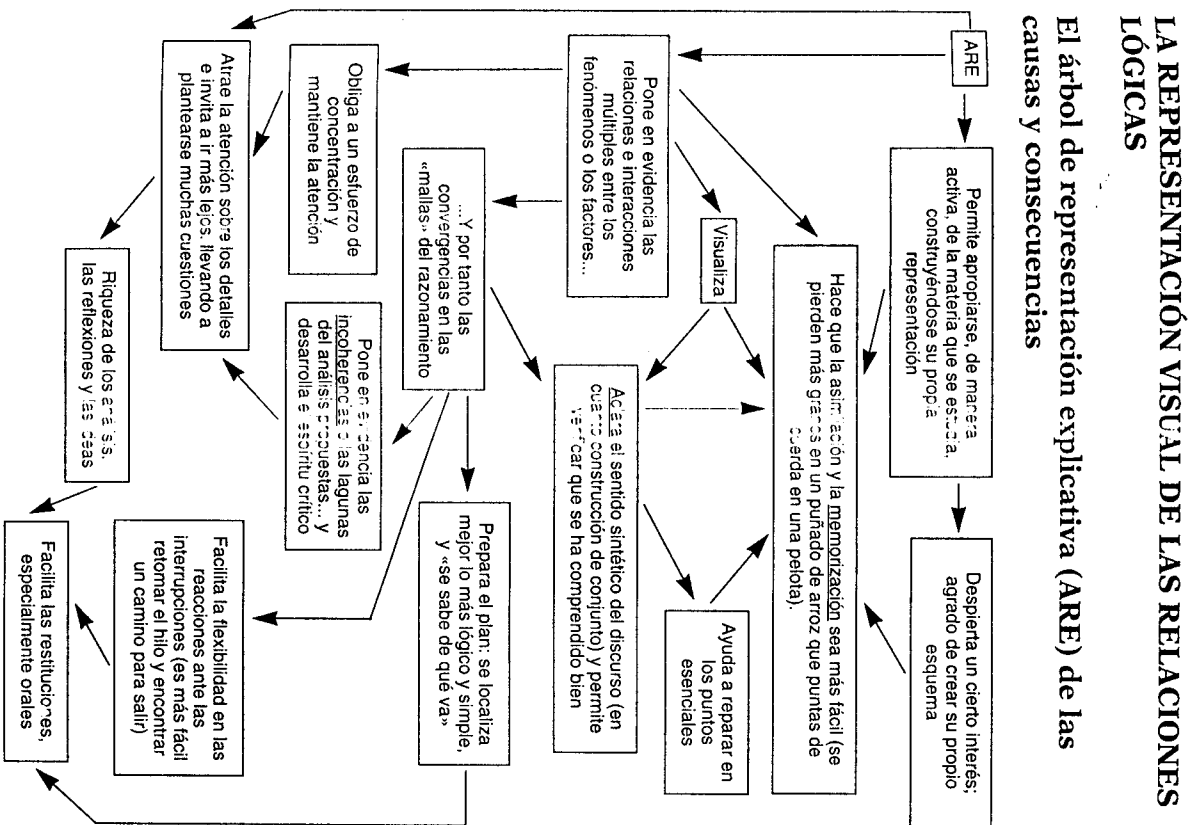 LA REPRESENTACIÓN VISUAL DE LAS RELACIONES
LÓGICAS
El árbol de representación explicativa (ARE) de las
causas y consecuencias
ARE
Permite apropiarse, de manera
activa, de la materia que se estudia,
construyéndose su propia
representación
Despierta un cierto interés;
agrado de crear su propio
esquema
Hace que la asimilación y la memorización sea más fácil (se
pierden más granos en un puñado de arroz que puntas de
cuerda en una pelota).
Visualiza
Ayuda a reparar en
los puntos
esenciales
Pone en evidencia las
relaciones e interacciones
múltiples entre los
fenómenos o los factores...
Aclara el sentido sintético del discurso (en
cuanto construcción de conjunto) y permite
verificar que se ha comprendido bien
...Y por tanto las
convergencias en las
«mallas» del razonamiento
Prepara el plan: se localiza
mejor lo más lógico y simple,
y «se sabe de qué va»
Obliga a un esfuerzo de
concentración y
mantiene la atención
Pone en evidencia las
incoherencias o las lagunas
del análisis propuestas... y
desarrolla el espíritu crítico
Atrae la atención sobre los detalles
e invita a ir más lejos, llevando a
plantearse muchas cuestiones
Facilita la flexibilidad en las
reacciones ante las
interrupciones (es más fácil
retomar el hilo y encontrar
un camino para salir)
Riqueza de los análisis,
las reflexiones y las ideas
Facilita las restituciones,
especialmente orales